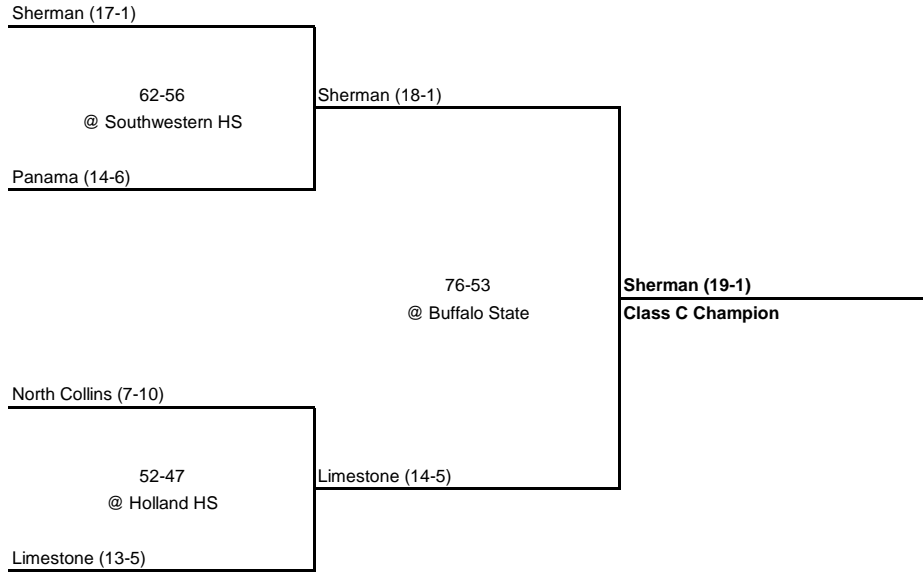 Sherman (17-1)
62-56
@ Southwestern HS
Sherman (18-1)
Panama (14-6)
76-53
@ Buffalo State
Sherman (19-1)
Class C Champion
North Collins (7-10)
52-47
@ Holland HS
Limestone (14-5)
Limestone (13-5)